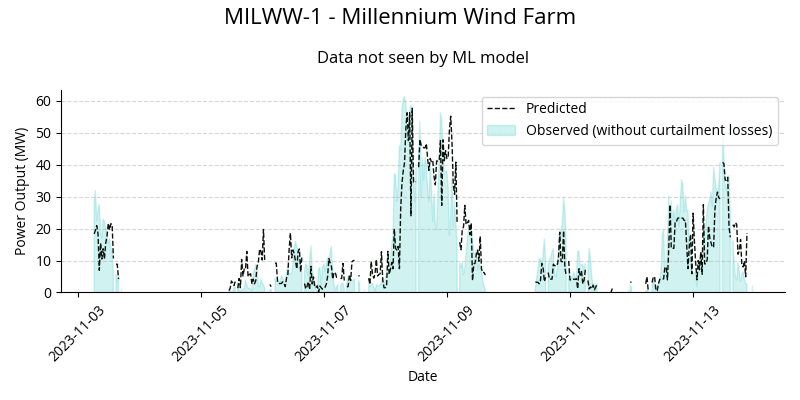 MILWW-1 - Millennium Wind Farm
Data not seen by ML model
Power Output (MW)
60
50
40
30
20
10
0
Predicted
Observed (without curtailment losses)
2023-11-03
2023-11-05
2023-11-07
2023-11-09
2023-11-11
2023-11-13
Date